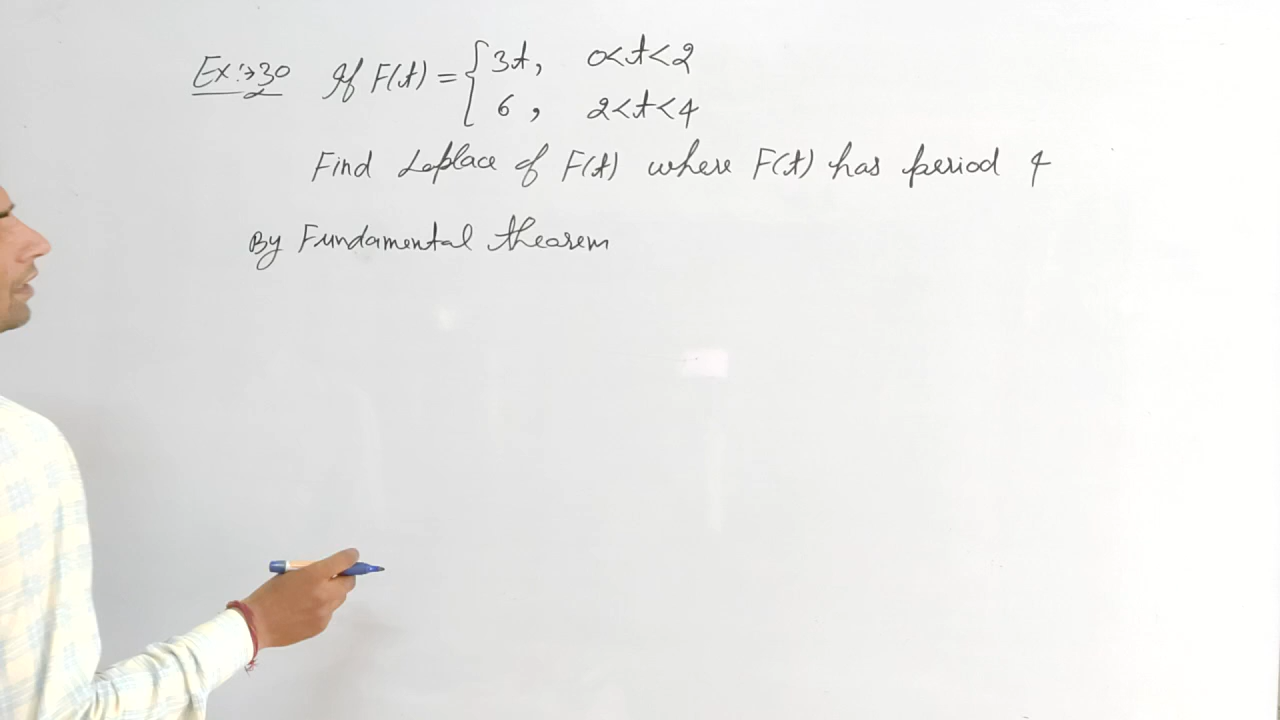 Ex:→30 If F(t) = { 3t, 0<t<2
6, 2<t<4
Find Laplace of F(t) where F(t) has period 4
By Fundamental theorem